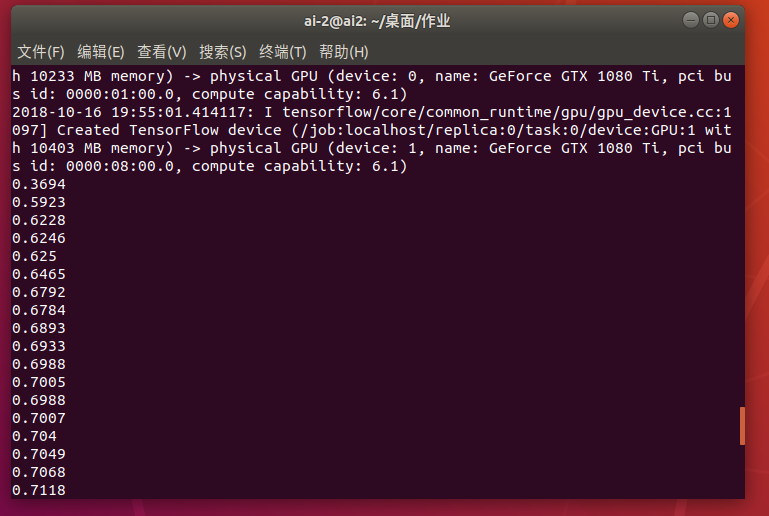 ai-2@ai2: ~/桌面/作业
文件(F) 编辑(E) 查看(V) 搜索(S) 终端(T) 帮助(H)
h 10233 MB memory) -> physical GPU (device: 0, name: GeForce GTX 1080 Ti, pci bu
s id: 0000:01:00.0, compute capability: 6.1)
2018-10-16 19:55:01.414117: I tensorflow/core/common_runtime/gpu/gpu_device.cc:1
097] Created TensorFlow device (/job:localhost/replica:0/task:0/device:GPU:1 wit
h 10403 MB memory) -> physical GPU (device: 1, name: GeForce GTX 1080 Ti, pci bu
s id: 0000:08:00.0, compute capability: 6.1)
0.3694
0.5923
0.6228
0.6246
0.625
0.6465
0.6792
0.6784
0.6893
0.6933
0.6988
0.7005
0.6988
0.7007
0.704
0.7049
0.7068
0.7118